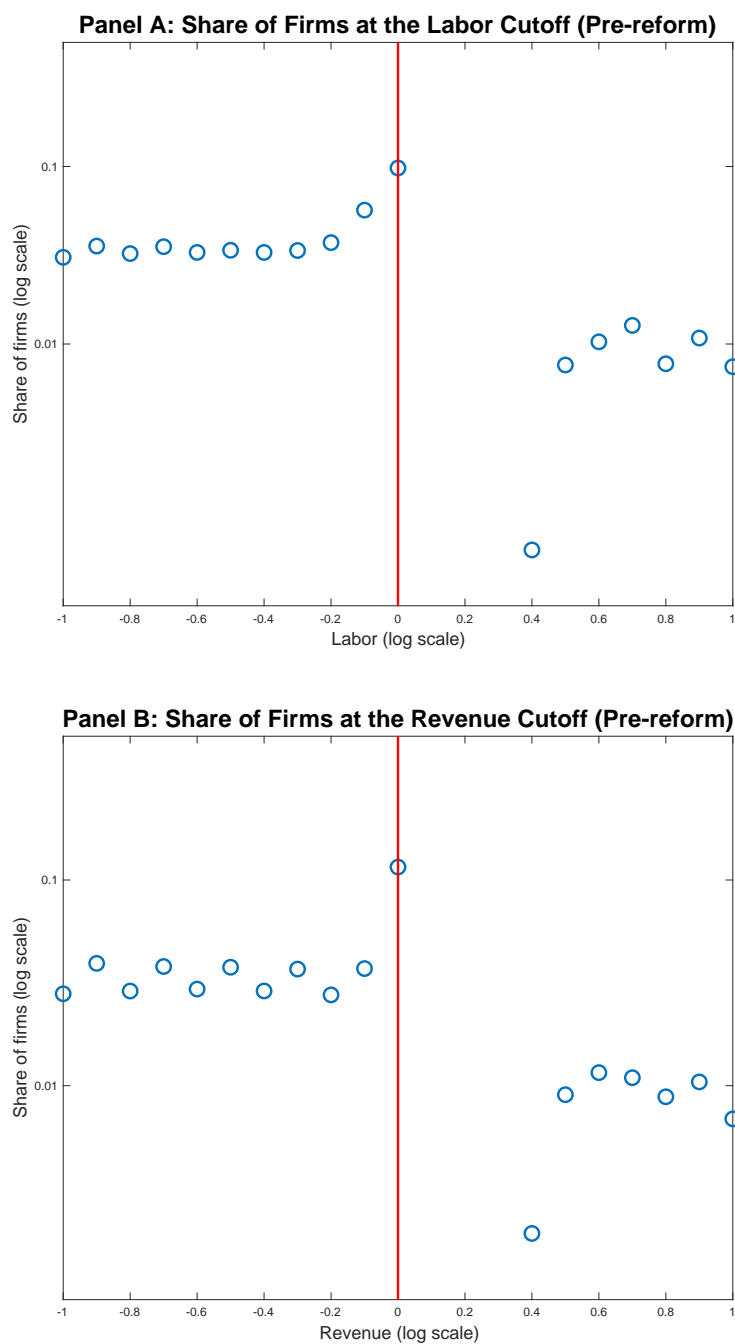 Panel A: Share of Firms at the Labor Cutoff (Pre-reform)
0.1
0.01
Share of firms (log scale)
-1 -0.8 -0.6 -0.4 -0.2 0 0.2 0.4 0.6 0.8 1
Labor (log scale)
Panel B: Share of Firms at the Revenue Cutoff (Pre-reform)
0.1
0.01
Share of firms (log scale)
-1 -0.8 -0.6 -0.4 -0.2 0 0.2 0.4 0.6 0.8 1
Revenue (log scale)